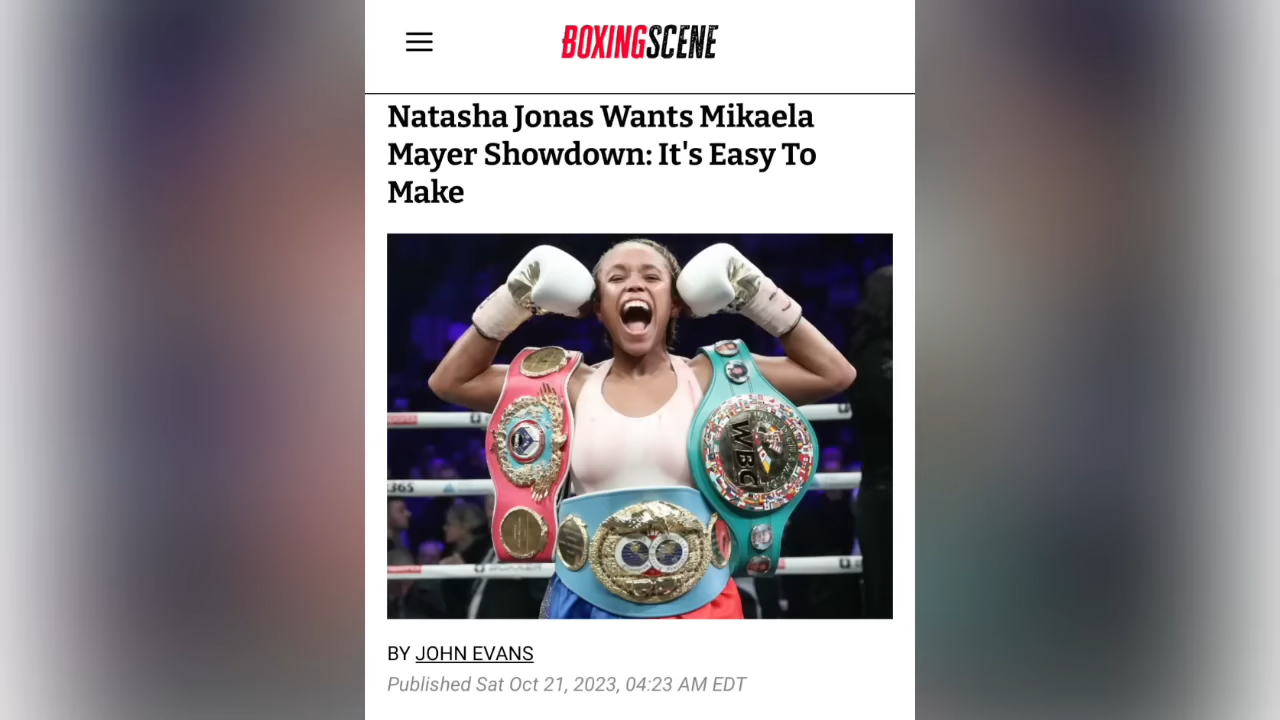 BOXINGSCENE
Natasha Jonas Wants Mikaela
Mayer Showdown: It's Easy To
Make
WBC
365
BY JOHN EVANS
Published Sat Oct 21, 2023, 04:23 AM EDT